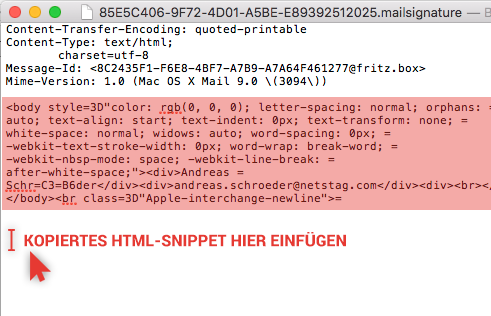 85E5C406-9F72-4D01-A5BE-E89392512025.mailsignature — B
Content-Transfer-Encoding: quoted-printable
Content-Type: text/html;
charset=utf-8
Message-Id: <8C2435F1-F6E8-4BF7-A7B9-A7A64F461277@fritz.box>
Mime-Version: 1.0 (Mac OS X Mail 9.0 \(3094\))
<body style=3D"color: rgb(0, 0, 0); letter-spacing: normal; orphans: =
auto; text-align: start; text-indent: 0px; text-transform: none; =
white-space: normal; widows: auto; word-spacing: 0px; =
-webkit-text-stroke-width: 0px; word-wrap: break-word; =
-webkit-nbsp-mode: space; -webkit-line-break: =
after-white-space;"><div>Andreas =
Schr=C3=B6der</div><div>andreas.schroeder@netstag.com</div><div><br></
</body><br class=3D"Apple-interchange-newline">=
KOPIERTES HTML-SNIPPET HIER EINFÜGEN